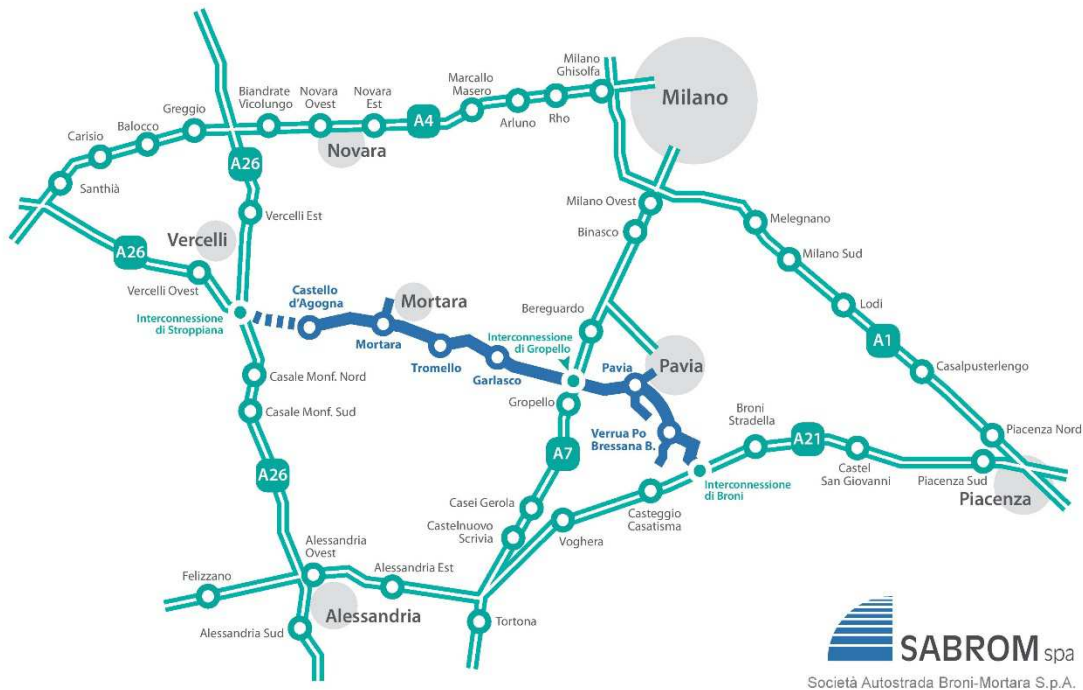 Milano
Ghisolfa
Marcallo
Masero
Milano
Biandrate
Vicolungo
Novara
Ovest
Novara
Est
Greggio
A4
Arluno
Rho
Balocco
Carisio
Novara
A26
Santhià
Vercelli Est
Milano Ovest
Melegnano
Vercelli
Binasco
A26
Milano Sud
Vercelli Ovest
Castello
d'Agogna
Mortara
Bereguardo
Lodi
Interconnessione
di Stroppiana
Interconnessione
di Gropello
A1
Mortara
Tromello
Garlasco
Pavia
Pavia
Casale Monf. Nord
Casalpusterlengo
Gropello
Casale Monf. Sud
Broni
Stradella
Verrua Po
Bressana B.
Piacenza Nord
A21
A7
A26
Castel
San Giovanni
Piacenza Sud
Interconnessione
di Broni
Piacenza
Casei Gerola
Casteggio
Casatisma
Castelnuovo
Scrivia
Voghera
Alessandria
Ovest
Alessandria Est
Felizzano
Alessandria
Tortona
Alessandria Sud
SABROM spa
Società Autostrada Broni-Mortara S.p.A.